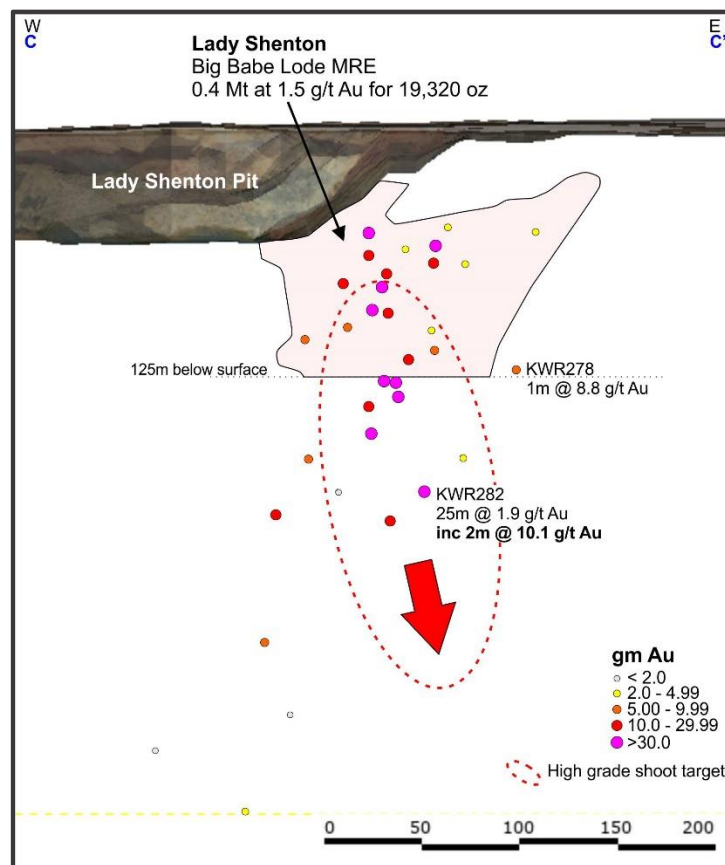 W
C
E
C'
Lady Shenton
Big Babe Lode MRE
0.4 Mt at 1.5 g/t Au for 19,320 oz
Lady Shenton Pit
125m below surface
KWR278
1m @ 8.8 g/t Au
KWR282
25m @ 1.9 g/t Au
inc 2m @ 10.1 g/t Au
gm Au
< 2.0
2.0 - 4.99
5.00 - 9.99
10.0 - 29.99
>30.0
High grade shoot target
0 50 100 150 200